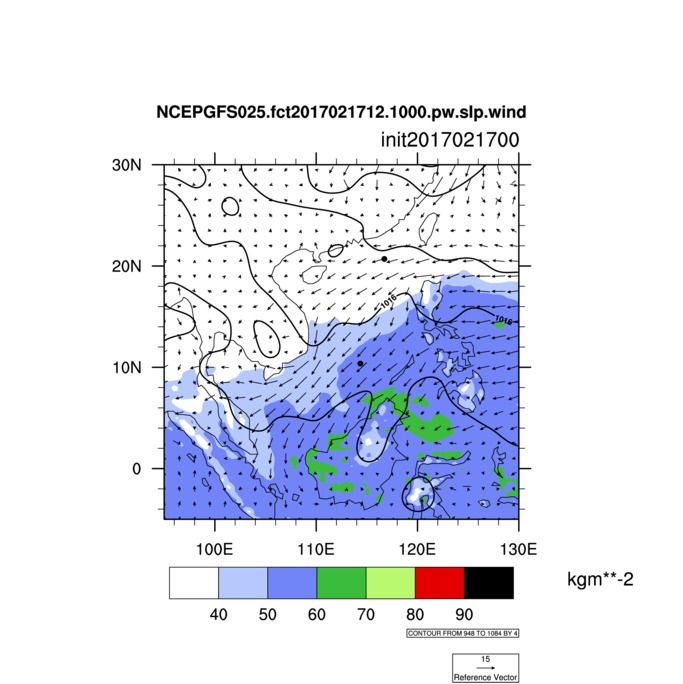 NCEPGFS025.fct2017021712.1000.pw.slp.wind
init2017021700
30N
20N
10N
0
1016
1016
100E
110E
120E
130E
kgm**-2
40 50 60 70 80 90
CONTOUR FROM 948 TO 1084 BY 4
15
Reference Vector